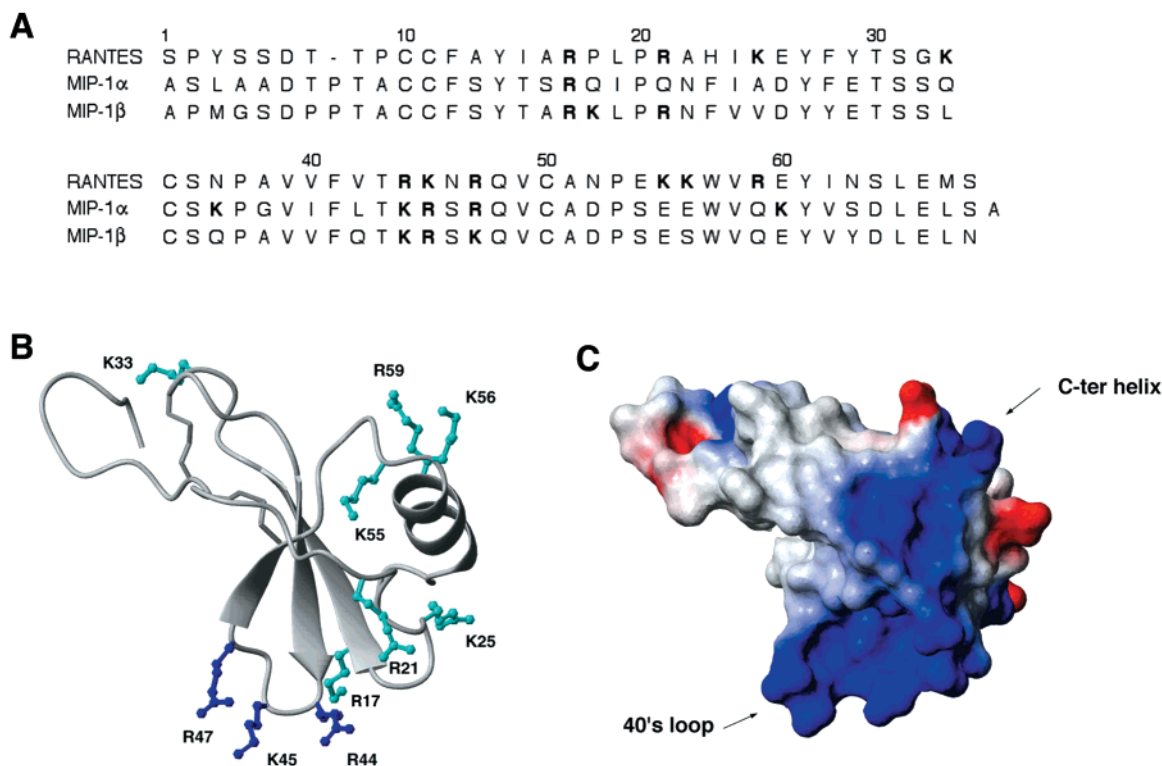 A
1 10 20 30
RANTES S P Y S S D T - T P C C F A Y I A R P L P R A H I K E Y F Y T S G K
MIP-1α A S L A A D T P T A C C F S Y T S R Q I P Q N F I A D Y F E T S S Q
MIP-1β A P M G S D P P T A C C F S Y T A R K L P R N F V V D Y Y E T S S L
40 50 60
RANTES C S N P A V V F V T R K N R Q V C A N P E K K W V R E Y I N S L E M S
MIP-1α C S K P G V I F L T K R S R Q V C A D P S E E W V Q K Y V S D L E L S A
MIP-1β C S Q P A V V F Q T K R S K Q V C A D P S E S W V Q E Y V Y D L E L N
B
K33
R59
K56
K55
K25
R21
R17
R47
K45
R44
C
C-ter helix
40's loop